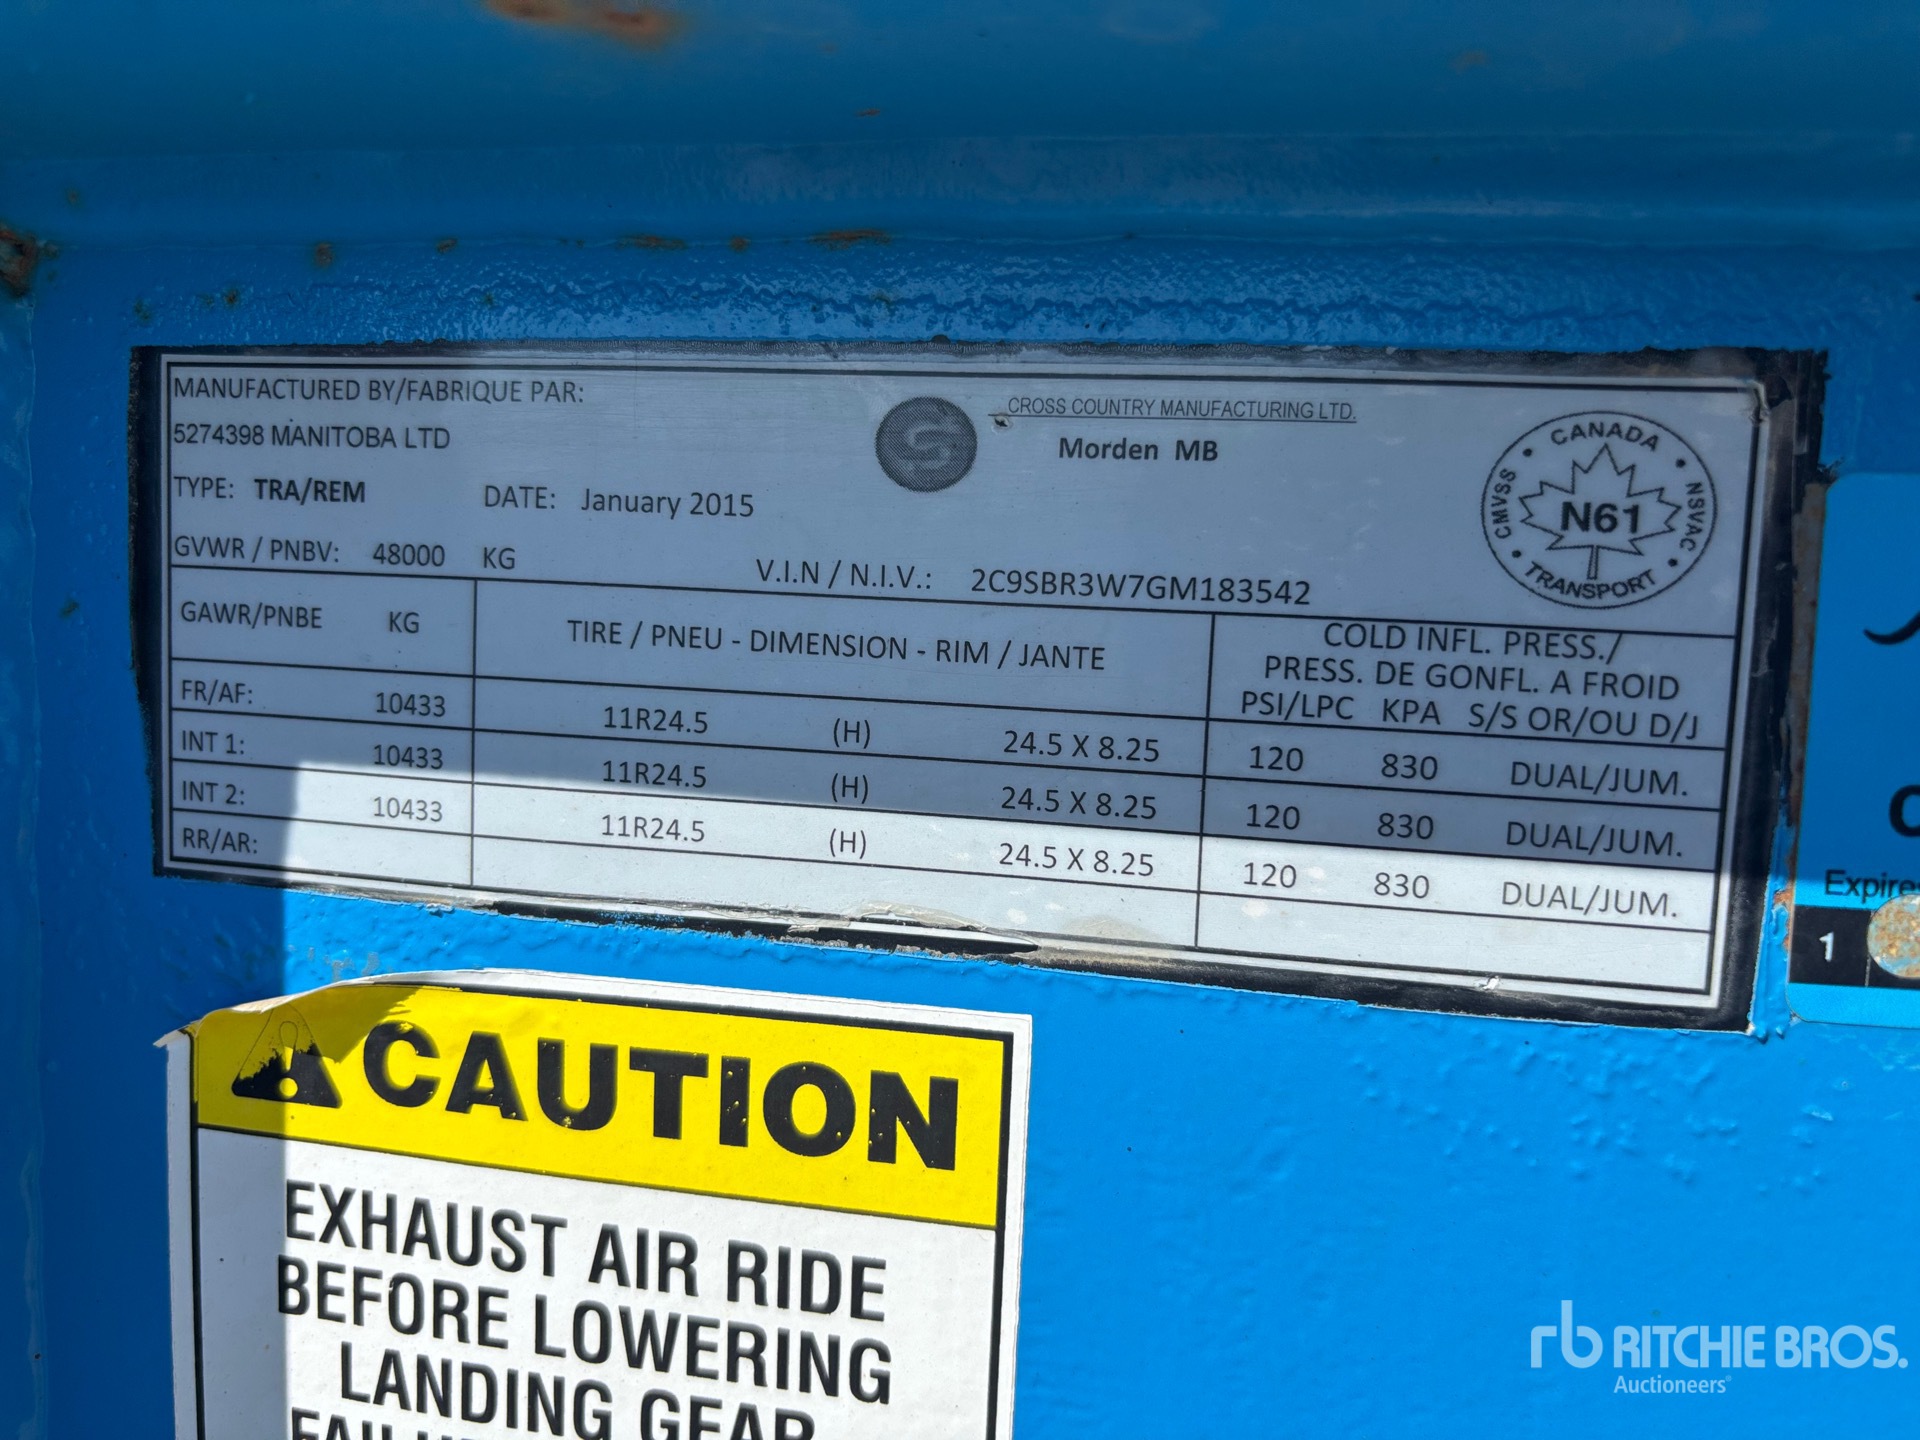 MANUFACTURED BY/FABRIQUE PAR:
5274398 MANITOBA LTD
CROSS COUNTRY MANUFACTURING LTD.
Morden MB
TYPE: TRA/REM DATE: January 2015
GVWR / PNBV: 48000 KG
V.I.N / N.I.V.: 2C9SBR3W7GM183542
CANADA
CMVSS
NSVAC
N61
TRANSPORT
GAWR/PNBE KG
TIRE / PNEU - DIMENSION - RIM / JANTE
COLD INFL. PRESS./
PRESS. DE GONFL. A FROID
PSI/LPC KPA S/S OR/OU D/J
FR/AF: 10433 11R24.5 (H) 24.5 X 8.25 120 830 DUAL/JUM.
INT 1: 10433 11R24.5 (H) 24.5 X 8.25 120 830 DUAL/JUM.
INT 2: 10433 11R24.5 (H) 24.5 X 8.25 120 830 DUAL/JUM.
RR/AR:
Expires
1
CAUTION
EXHAUST AIR RIDE
BEFORE LOWERING
LANDING GEAR
rb RITCHIE BROS.
Auctioneers